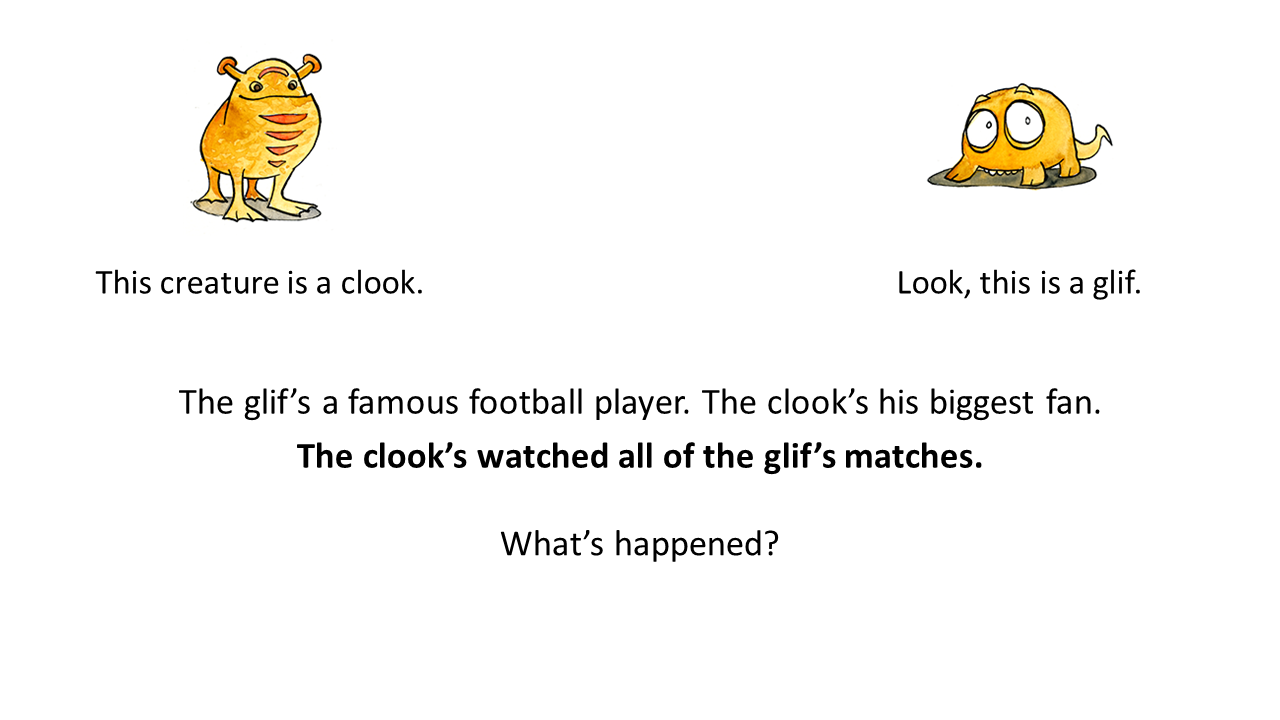 This creature is a clook.
Look, this is a glif.
The glif’s a famous football player. The clook’s his biggest fan.
The clook’s watched all of the glif’s matches.
What’s happened?